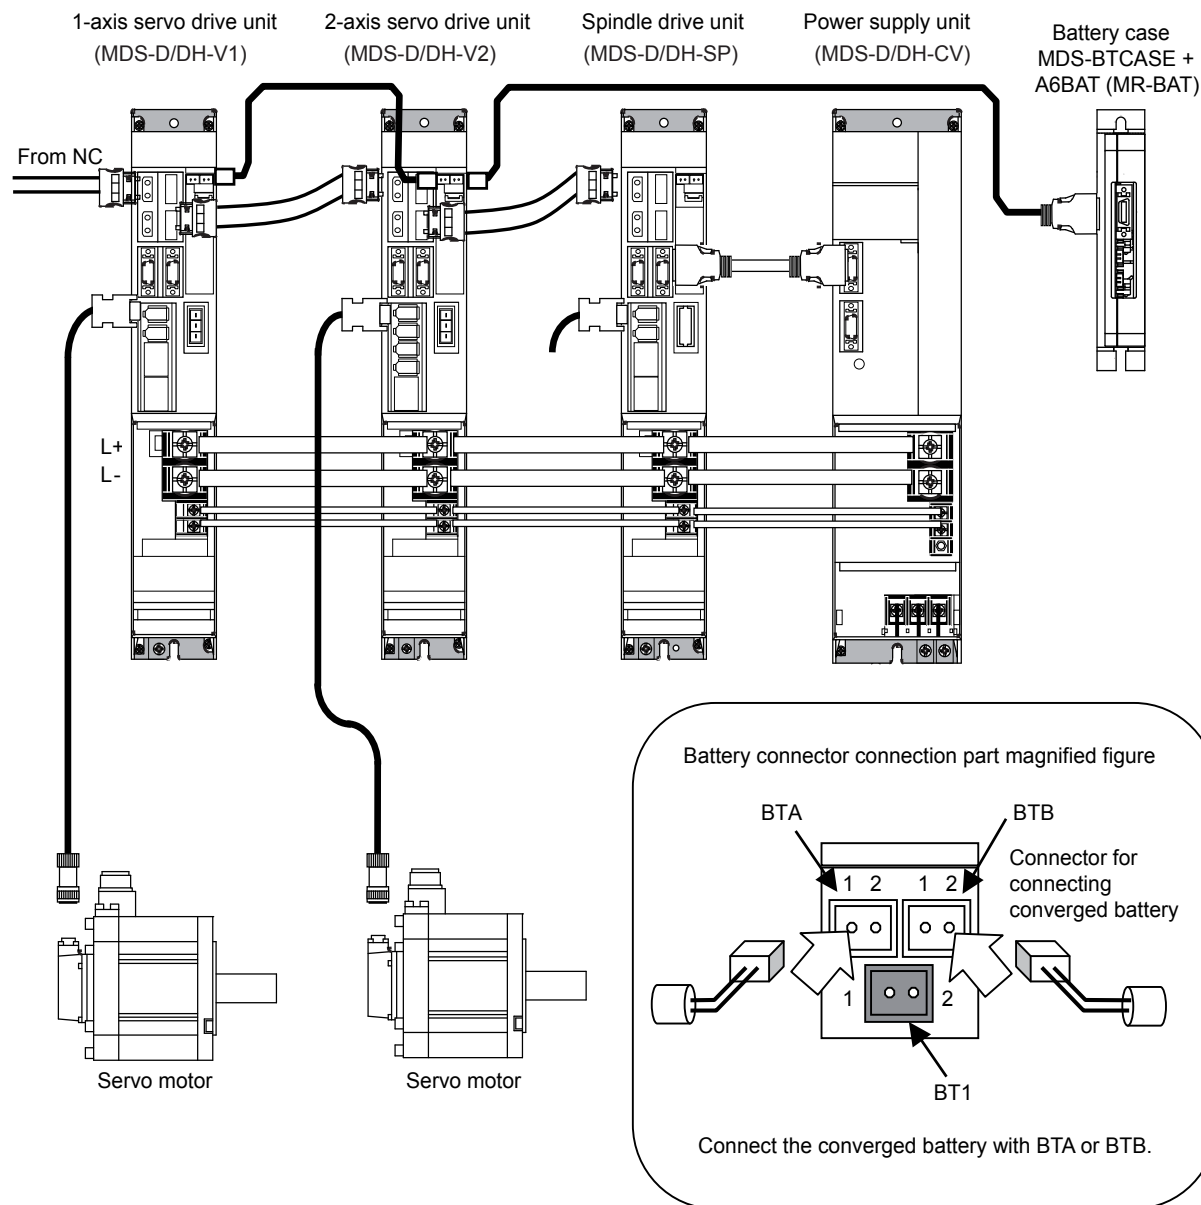 1-axis servo drive unit
(MDS-D/DH-V1)
2-axis servo drive unit
(MDS-D/DH-V2)
Spindle drive unit
(MDS-D/DH-SP)
Power supply unit
(MDS-D/DH-CV)
Battery case
MDS-BTCASE +
A6BAT (MR-BAT)
From NC
L+
L-
Servo motor
Servo motor
Battery connector connection part magnified figure
BTA
BTB
Connector for
connecting
converged battery
1 2 1 2
1 2
BT1
Connect the converged battery with BTA or BTB.